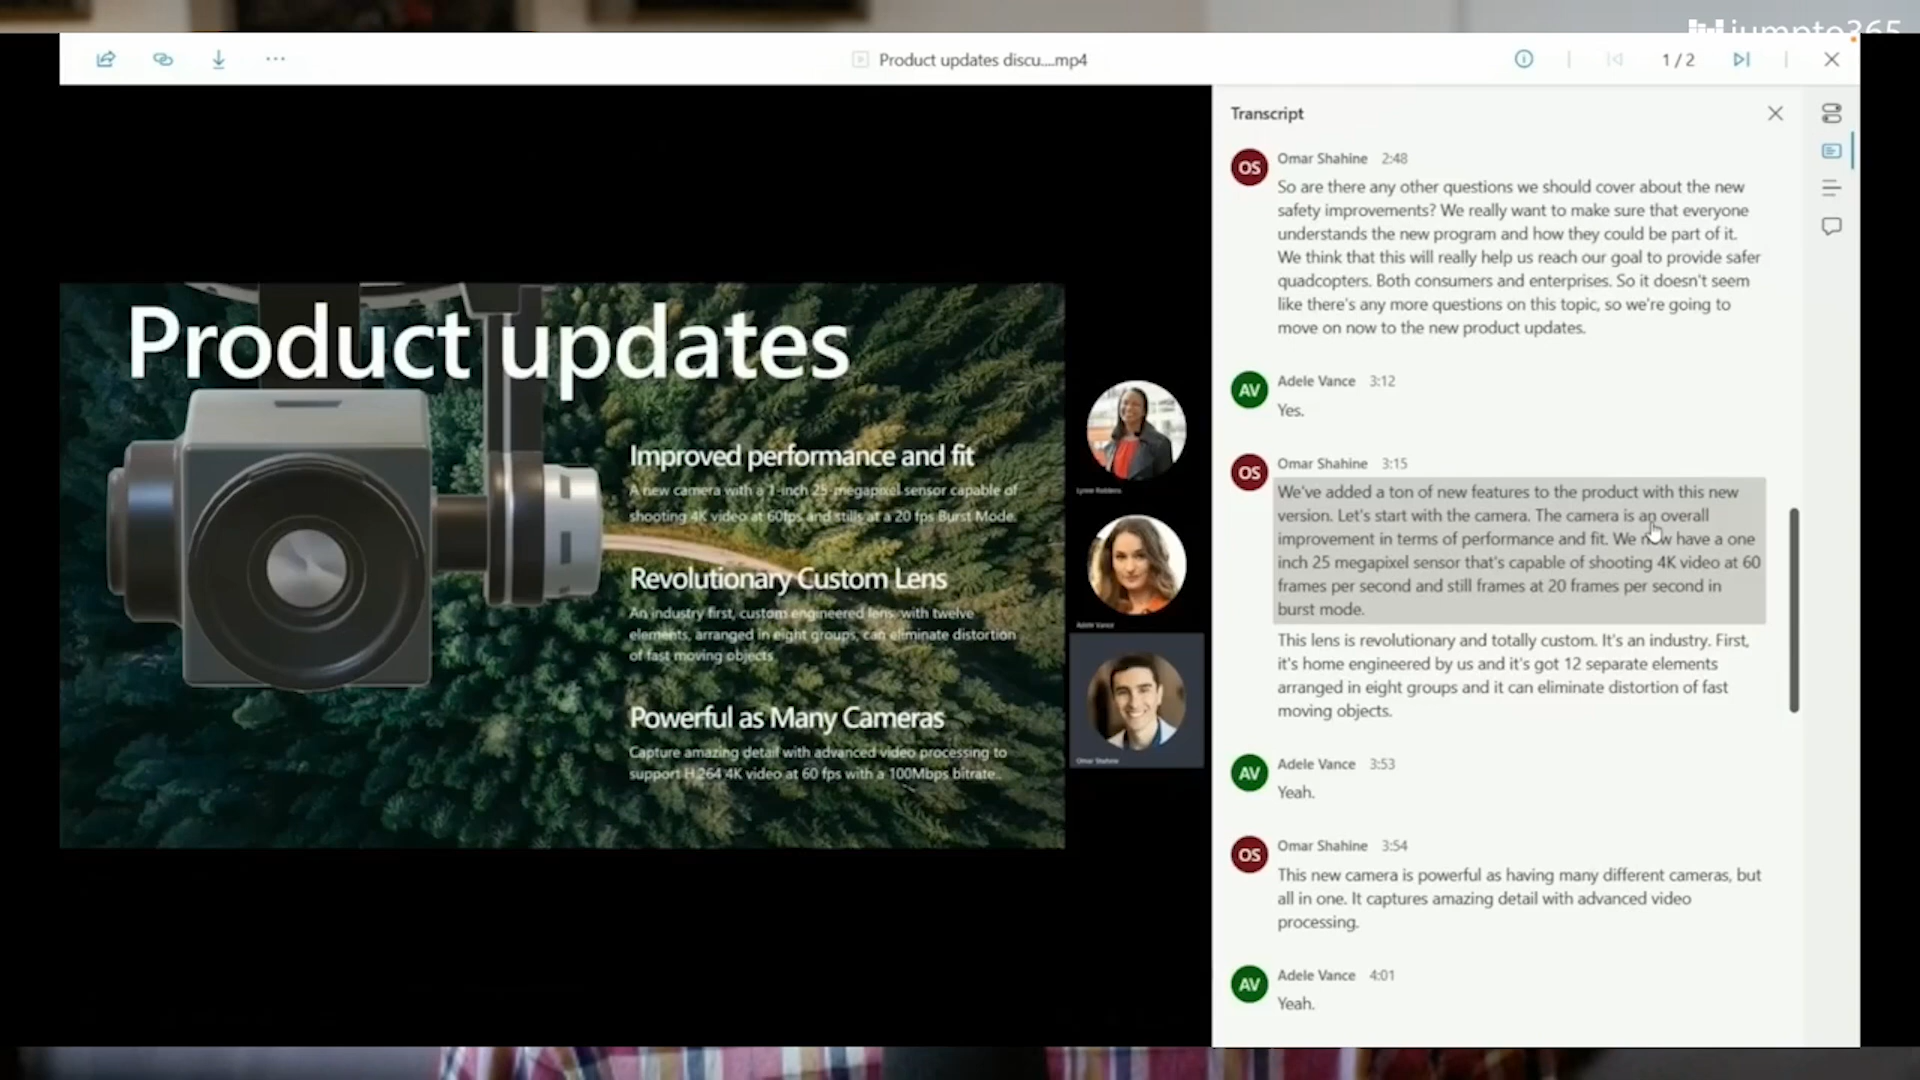 jumpto365
Product updates discu....mp4
1 / 2
Product updates
Improved performance and fit
A new camera with a 1-inch 25-megapixel sensor capable of
shooting 4K video at 60fps and stills at a 20 fps Burst Mode.
Revolutionary Custom Lens
An industry first, custom engineered lens with twelve
elements, arranged in eight groups, can eliminate distortion
of fast moving objects
Powerful as Many Cameras
Capture amazing detail with advanced video processing to
support H.264 4K video at 60 fps with a 100Mbps bitrate..
Adele Vance
Omar Shahine
Transcript
OS
Omar Shahine 2:48
So are there any other questions we should cover about the new
safety improvements? We really want to make sure that everyone
understands the new program and how they could be part of it.
We think that this will really help us reach our goal to provide safer
quadcopters. Both consumers and enterprises. So it doesn't seem
like there's any more questions on this topic, so we're going to
move on now to the new product updates.
AV
Adele Vance 3:12
Yes.
OS
Omar Shahine 3:15
We've added a ton of new features to the product with this new
version. Let's start with the camera. The camera is an overall
improvement in terms of performance and fit. We now have a one
inch 25 megapixel sensor that's capable of shooting 4K video at 60
frames per second and still frames at 20 frames per second in
burst mode.
This lens is revolutionary and totally custom. It's an industry. First,
it's home engineered by us and it's got 12 separate elements
arranged in eight groups and it can eliminate distortion of fast
moving objects.
AV
Adele Vance 3:53
Yeah.
OS
Omar Shahine 3:54
This new camera is powerful as having many different cameras, but
all in one. It captures amazing detail with advanced video
processing.
AV
Adele Vance 4:01
Yeah.